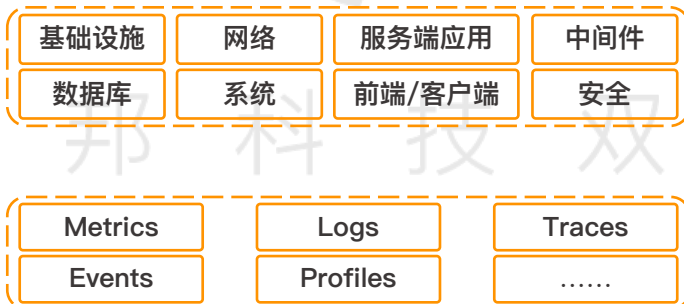 基础设施 网络 服务端应用 中间件
数据库 系统 前端/客户端 安全
邦 科 技 双
Metrics Logs Traces
Events Profiles ……